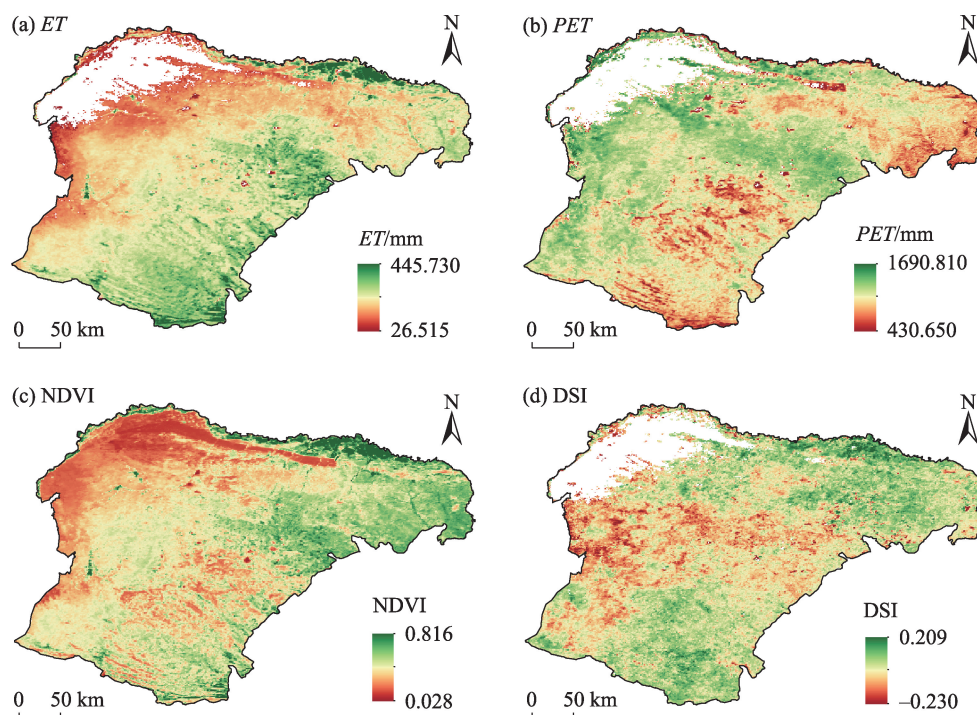 (a) ET
N
ET/mm
445.730
26.515
0 50 km
(b) PET
N
PET/mm
1690.810
430.650
0 50 km
(c) NDVI
N
NDVI
0.816
0.028
0 50 km
(d) DSI
N
DSI
0.209
–0.230
0 50 km